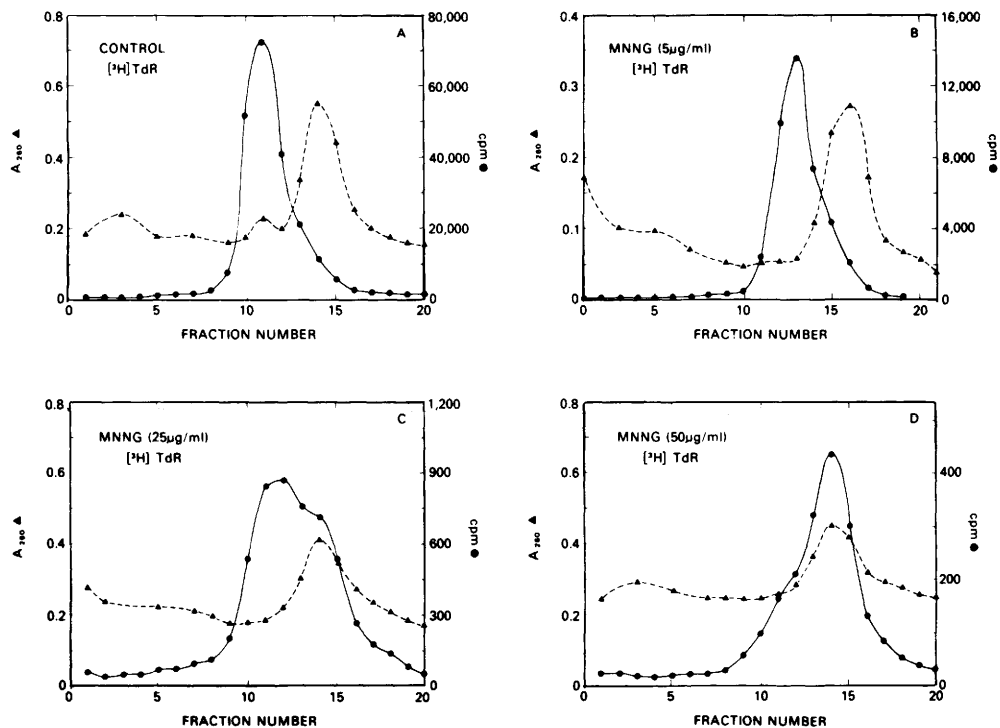 0.8
0.6
0.4
0.2
0
A 260 ▲
CONTROL
[³H]TdR
A
80,000
60,000
40,000
20,000
0
cpm ●
0 5 10 15 20
FRACTION NUMBER
0.4
0.3
0.2
0.1
0
A 260 ▲
MNNG (5µg/ml)
[³H]TdR
B
16,000
12,000
8,000
4,000
0
cpm ●
0 5 10 15 20
FRACTION NUMBER
0.8
0.6
0.4
0.2
0
A 260 ▲
MNNG (25µg/ml)
[³H] TdR
C
1,200
900
600
300
0
cpm ●
0 5 10 15 20
FRACTION NUMBER
0.8
0.6
0.4
0.2
0
A 260 ▲
MNNG (50µg/ml)
[³H] TdR
D
400
200
0
cpm ●
0 10 15 20
FRACTION NUMBER